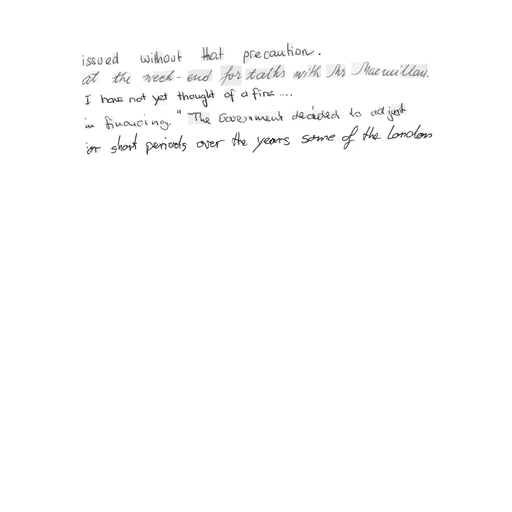 issued without that precaution.
at the week-end for talks with Mr Macmillan.
I have not yet thought of a fire....
in financing." The Government decided to adjust
in short periods over the years some of the London